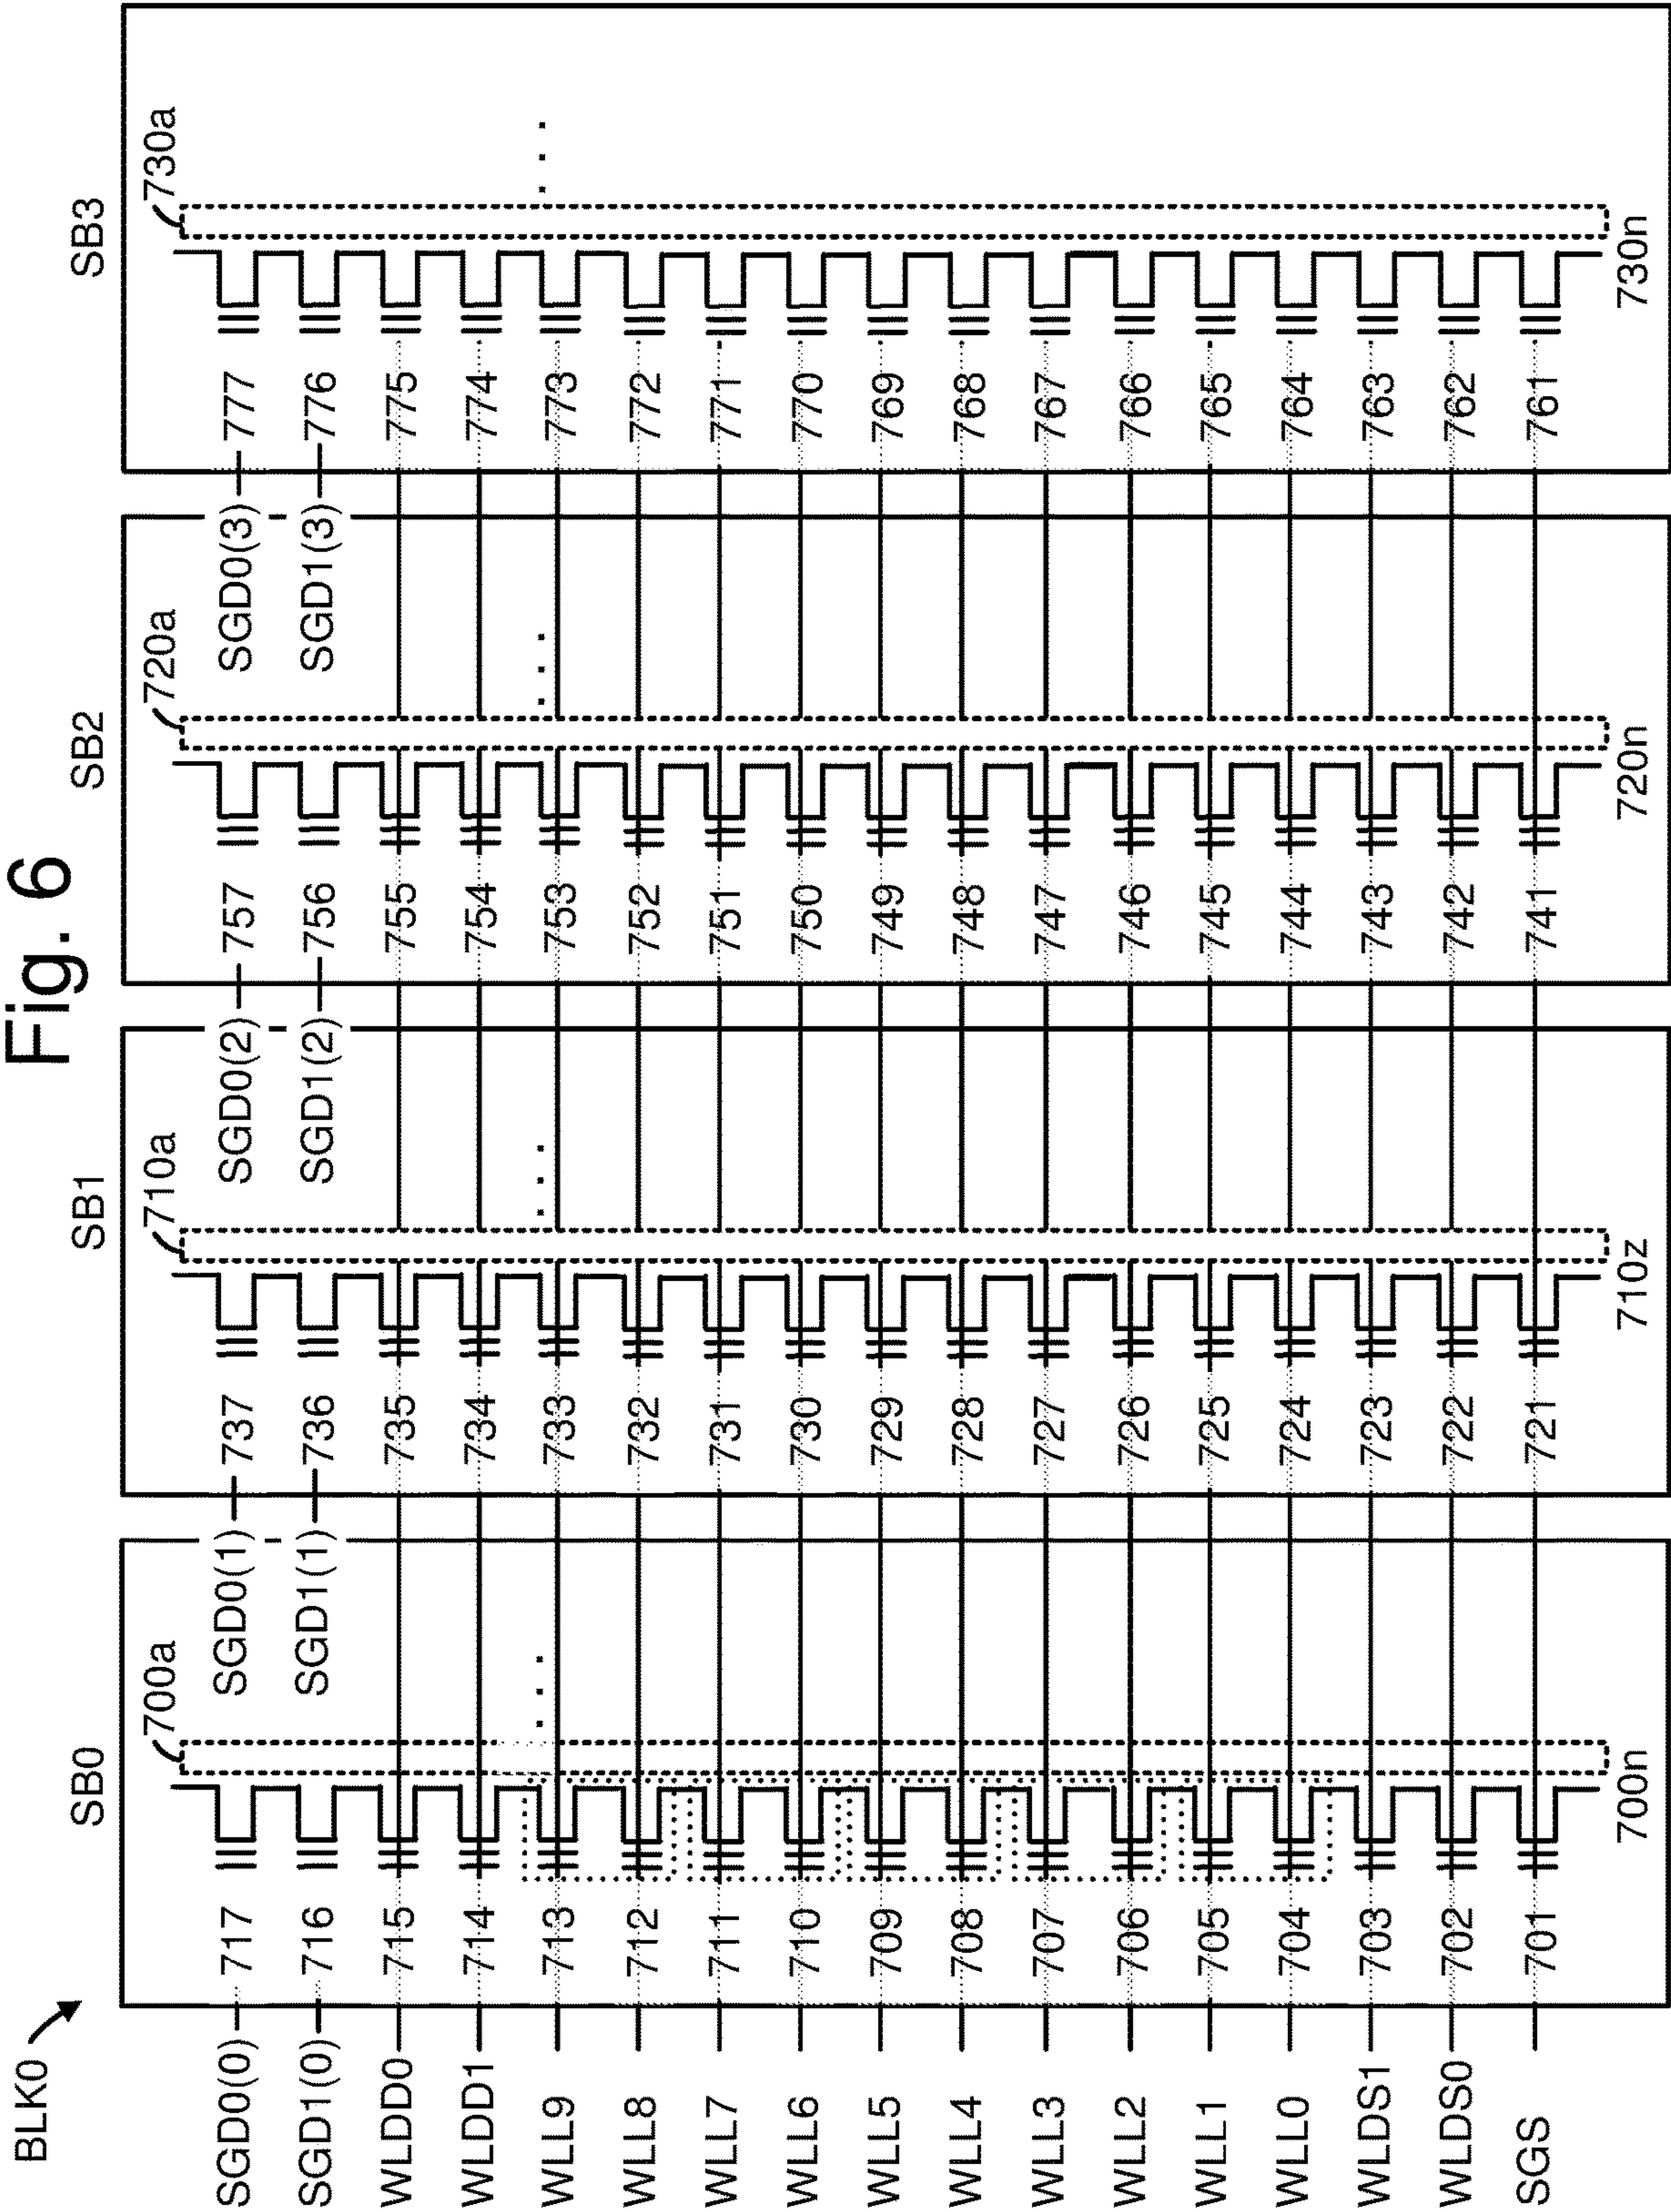 Fig. 6
BLK0
SB0
SB1
SB2
SB3
700a
710a
720a
730a
SGD0(0) 717 SGD0(1) 737 SGD0(2) 757 SGD0(3) 777
SGD1(0) 716 SGD1(1) 736 SGD1(2) 756 SGD1(3) 776
WLDD0 715 735 755 775
WLDD1 714 734 754 774
WLL9 713 733 753 773
WLL8 712 732 752 772
WLL7 711 731 751 771
WLL6 710 730 750 770
WLL5 709 729 749 769
WLL4 708 728 748 768
WLL3 707 727 747 767
WLL2 706 726 746 766
WLL1 705 725 745 765
WLL0 704 724 744 764
WLDS1 703 723 743 763
WLDS0 702 722 742 762
SGS 701 721 741 761
700n 710z 720n 730n